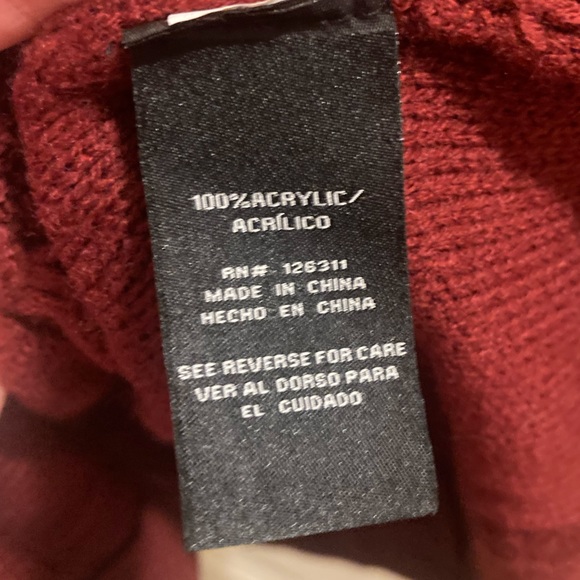 100%ACRYLIC/
ACRÍLICO
RN# 126311
MADE IN CHINA
HECHO EN CHINA
SEE REVERSE FOR CARE
VER AL DORSO PARA
EL CUIDADO